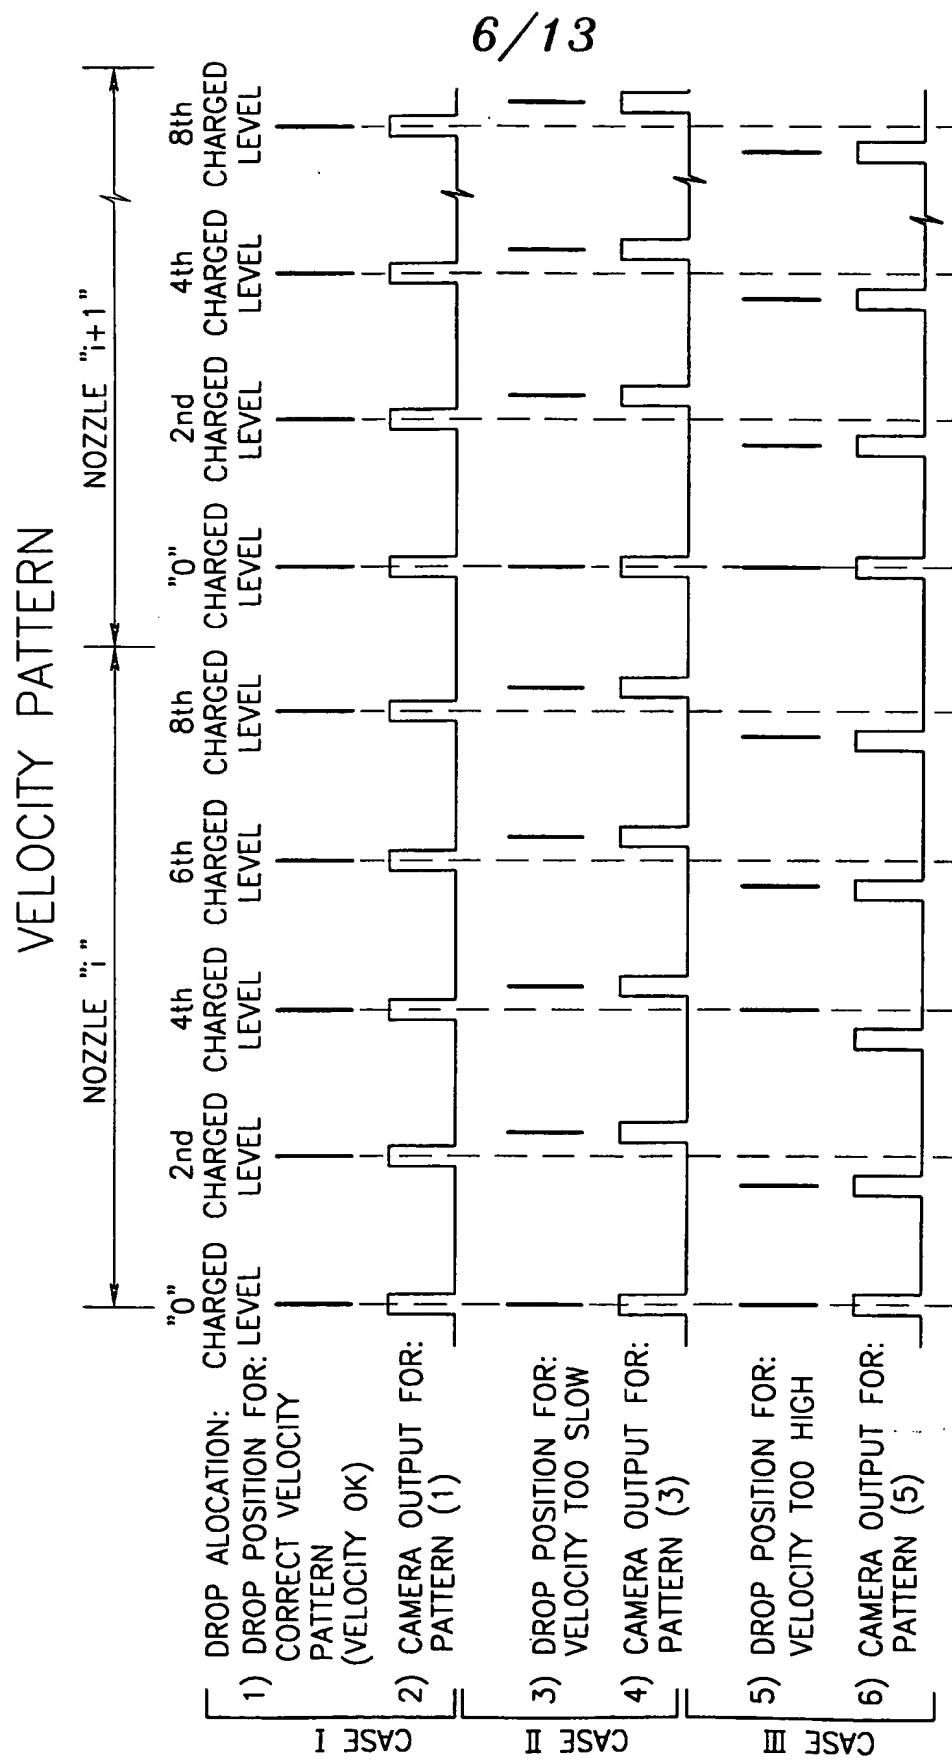 6/13
VELOCITY PATTERN
NOZZLE "i"
NOZZLE "i+1"
DROP ALOCATION:
"0" CHARGED LEVEL
2nd CHARGED LEVEL
4th CHARGED LEVEL
6th CHARGED LEVEL
8th CHARGED LEVEL
"0" CHARGED LEVEL
2nd CHARGED LEVEL
4th CHARGED LEVEL
8th CHARGED LEVEL
CASE I
1) DROP POSITION FOR:
CORRECT VELOCITY
PATTERN
(VELOCITY OK)
2) CAMERA OUTPUT FOR:
PATTERN (1)
CASE II
3) DROP POSITION FOR:
VELOCITY TOO SLOW
4) CAMERA OUTPUT FOR:
PATTERN (3)
CASE III
5) DROP POSITION FOR:
VELOCITY TOO HIGH
6) CAMERA OUTPUT FOR:
PATTERN (5)